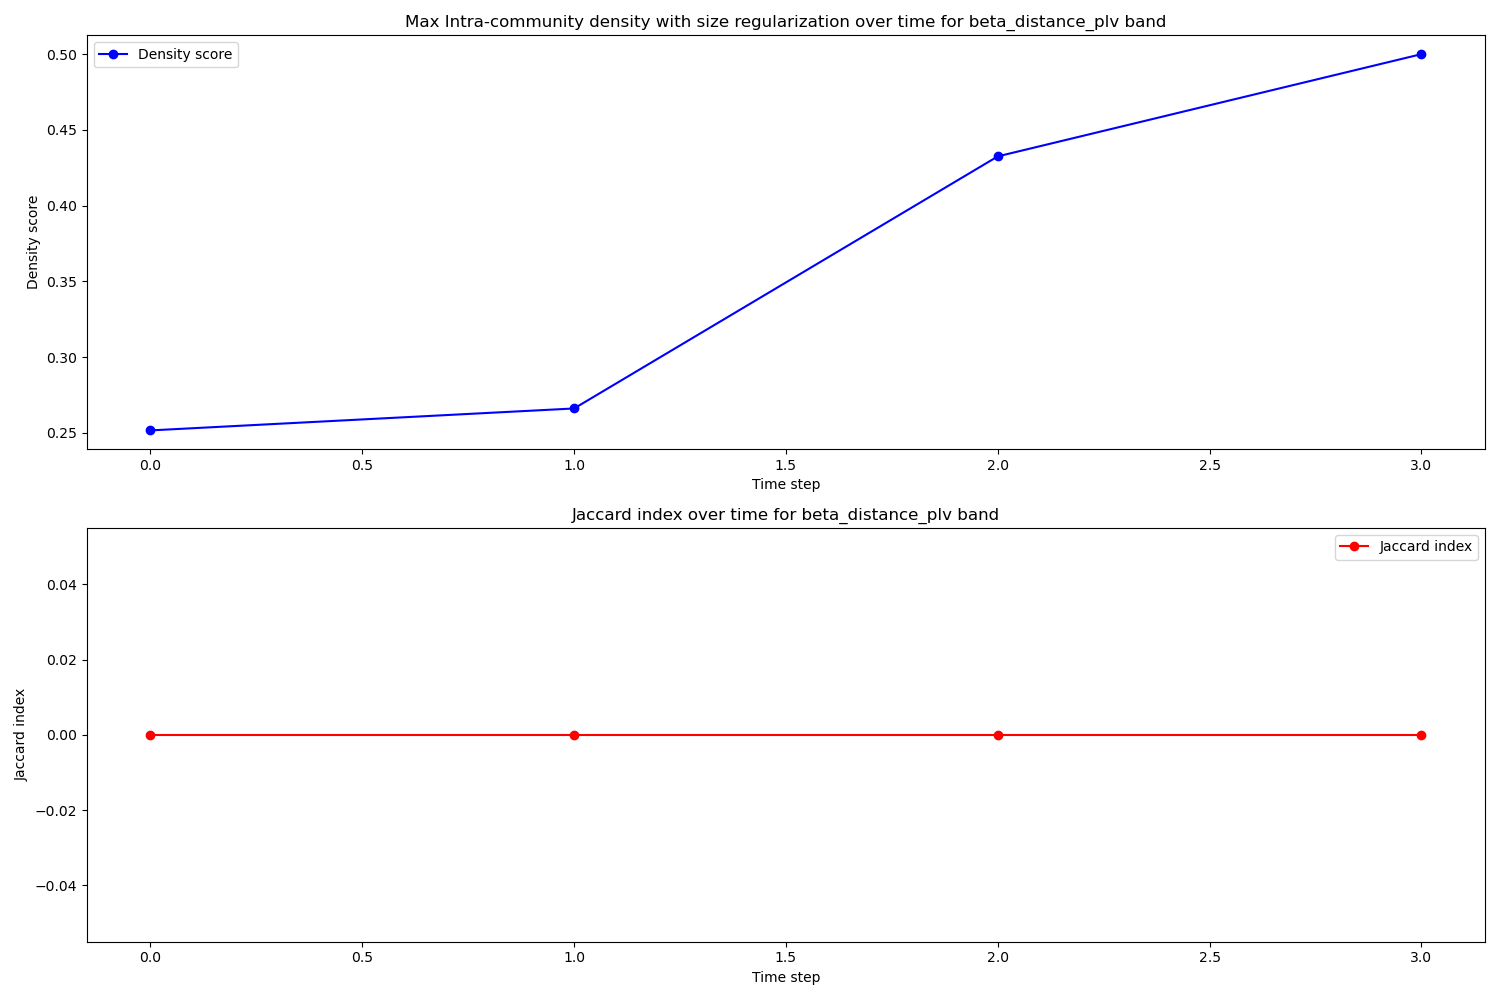 Max Intra-community density with size regularization over time for beta_distance_plv band
Density score
0.50
0.45
0.40
0.35
0.30
0.25
Density score
0.0 0.5 1.0 1.5 2.0 2.5 3.0
Time step
Jaccard index over time for beta_distance_plv band
Jaccard index
0.04
0.02
0.00
−0.02
−0.04
Jaccard index
0.0 0.5 1.0 1.5 2.0 2.5 3.0
Time step